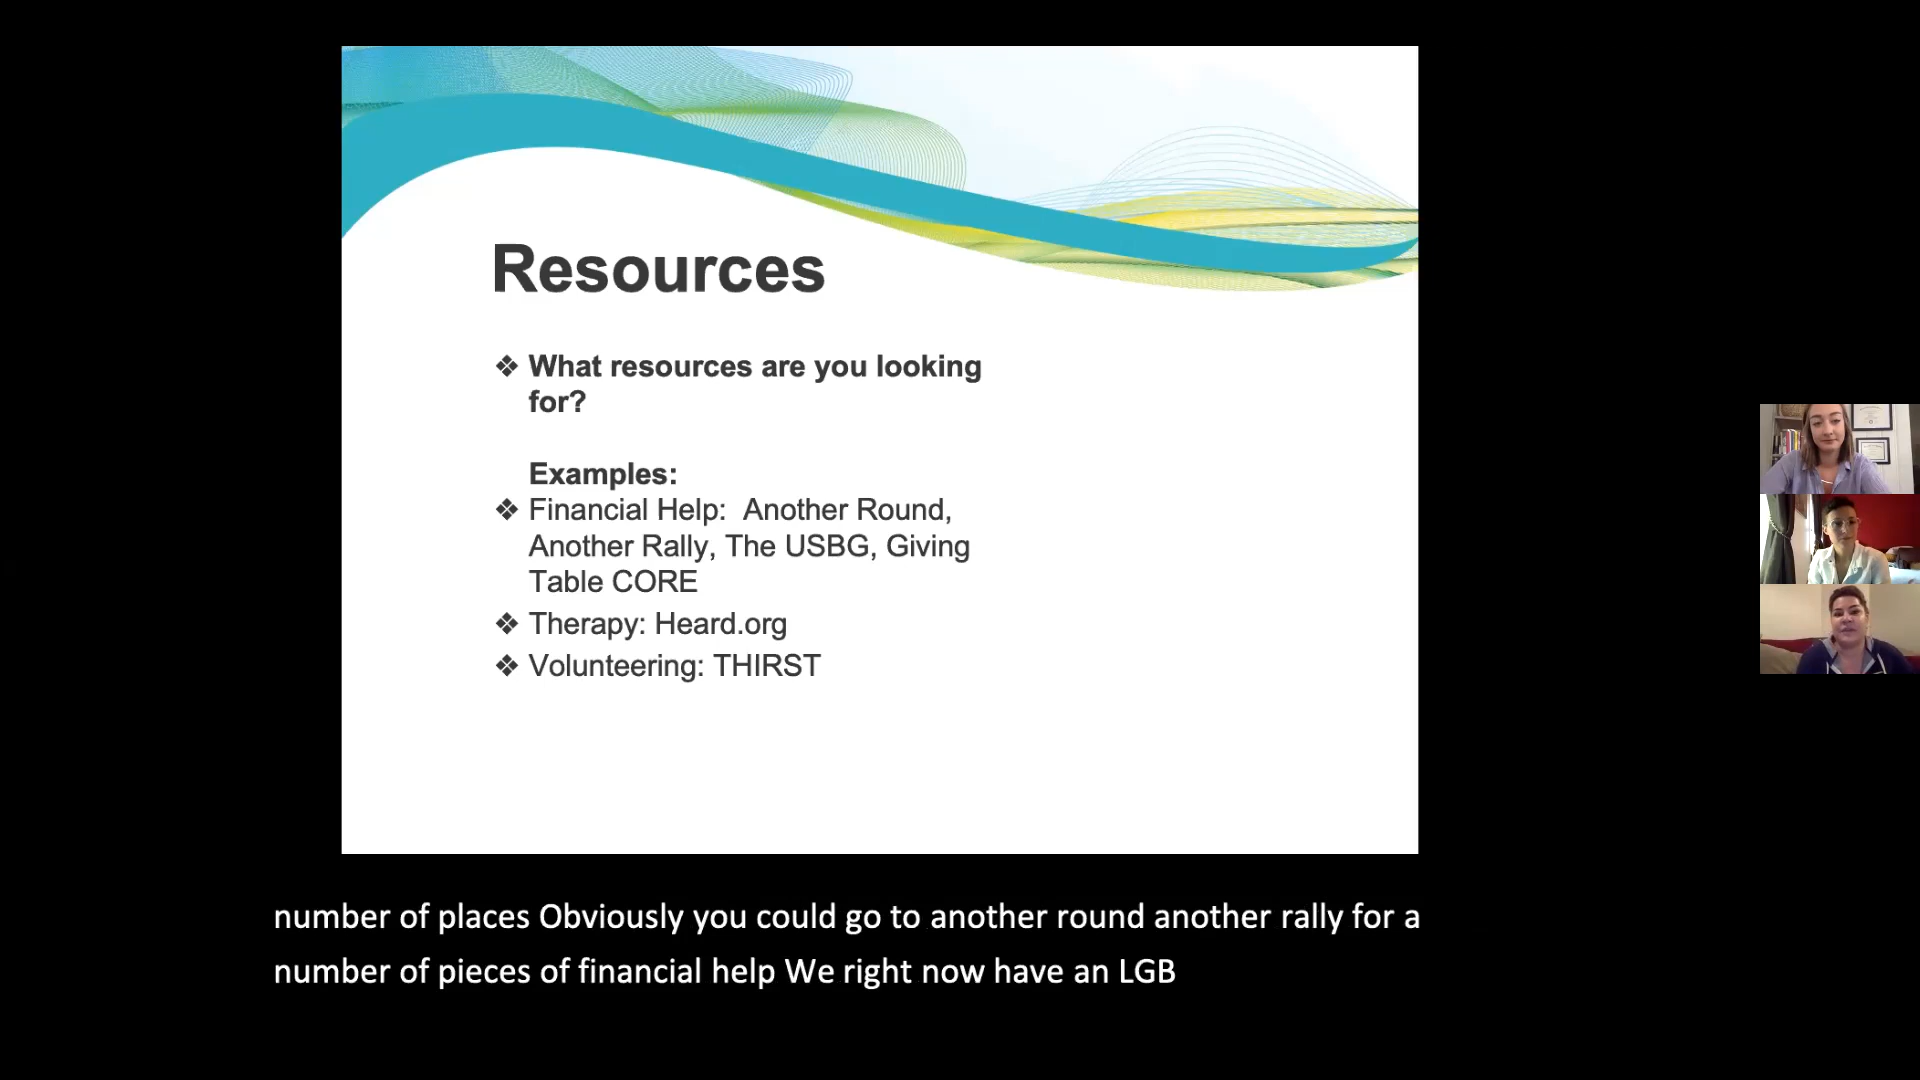 Resources
❖ What resources are you looking
for?
Examples:
❖ Financial Help:  Another Round,
Another Rally, The USBG, Giving
Table CORE
❖ Therapy: Heard.org
❖ Volunteering: THIRST
number of places Obviously you could go to another round another rally for a
number of pieces of financial help We right now have an LGB